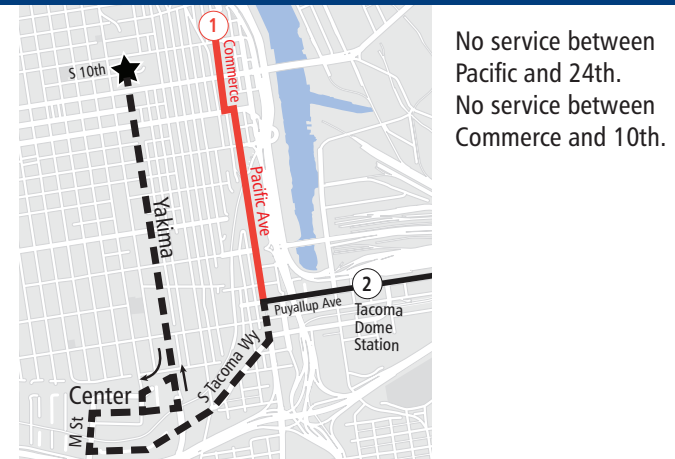 1
Commerce
S 10th
Pacific Ave
Yakima
2
Puyallup Ave
Tacoma
Dome
Station
S Tacoma Wy
Center
M St
No service between
Pacific and 24th.
No service between
Commerce and 10th.